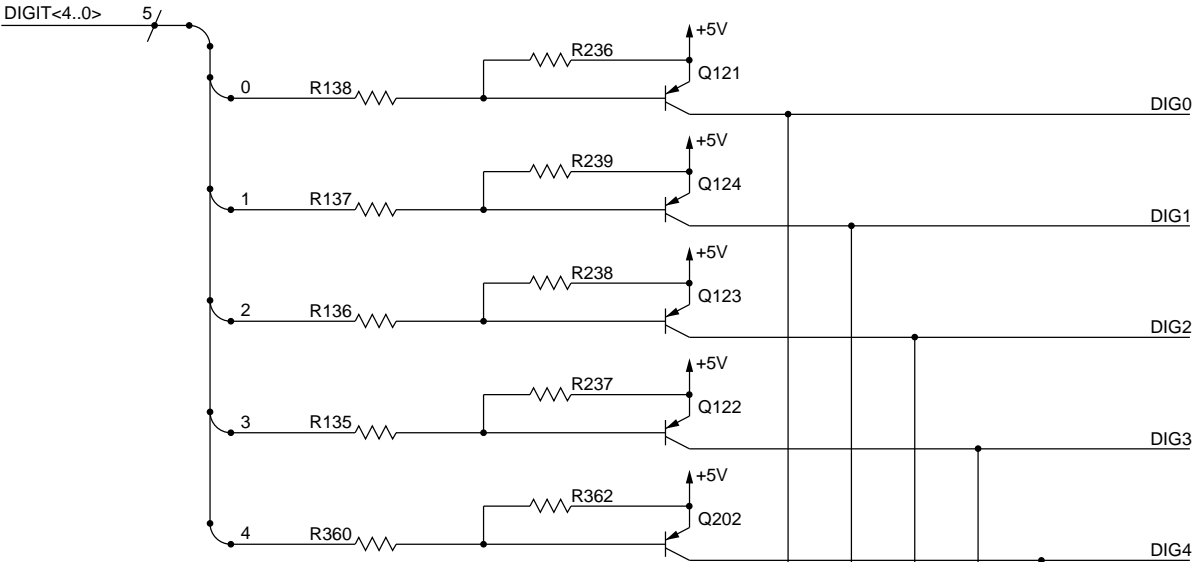 DIGIT<4..0> 5
+5V
R236
Q121
0 R138
DIG0
+5V
R239
Q124
1 R137
DIG1
+5V
R238
Q123
2 R136
DIG2
+5V
R237
Q122
3 R135
DIG3
+5V
R362
Q202
4 R360
DIG4